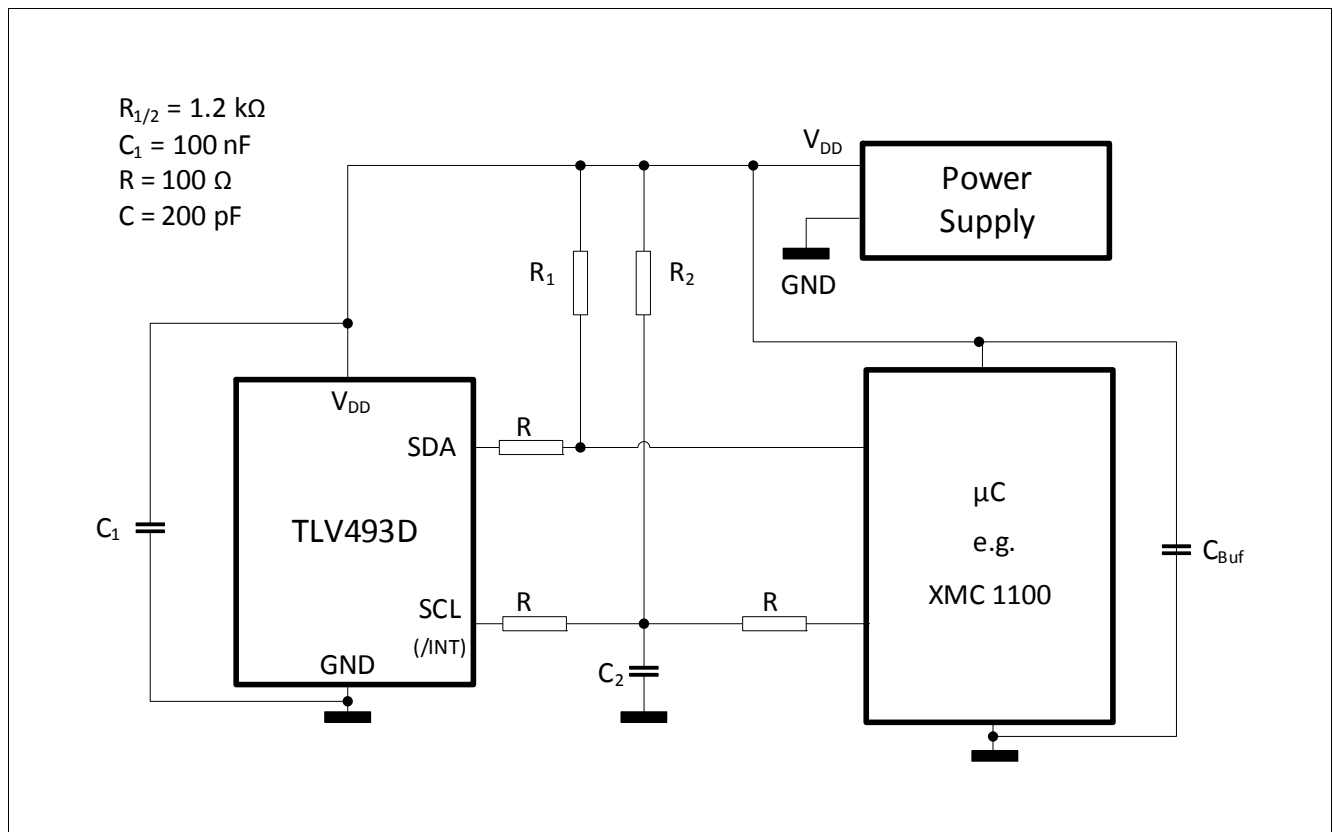 R1/2 = 1.2 kΩ
C1 = 100 nF
R = 100 Ω
C = 200 pF
VDD
Power
Supply
GND
R1
R2
VDD
SDA
R
TLV493D
C1
SCL
(/INT)
GND
R
R
C2
µC
e.g.
XMC 1100
CBuf